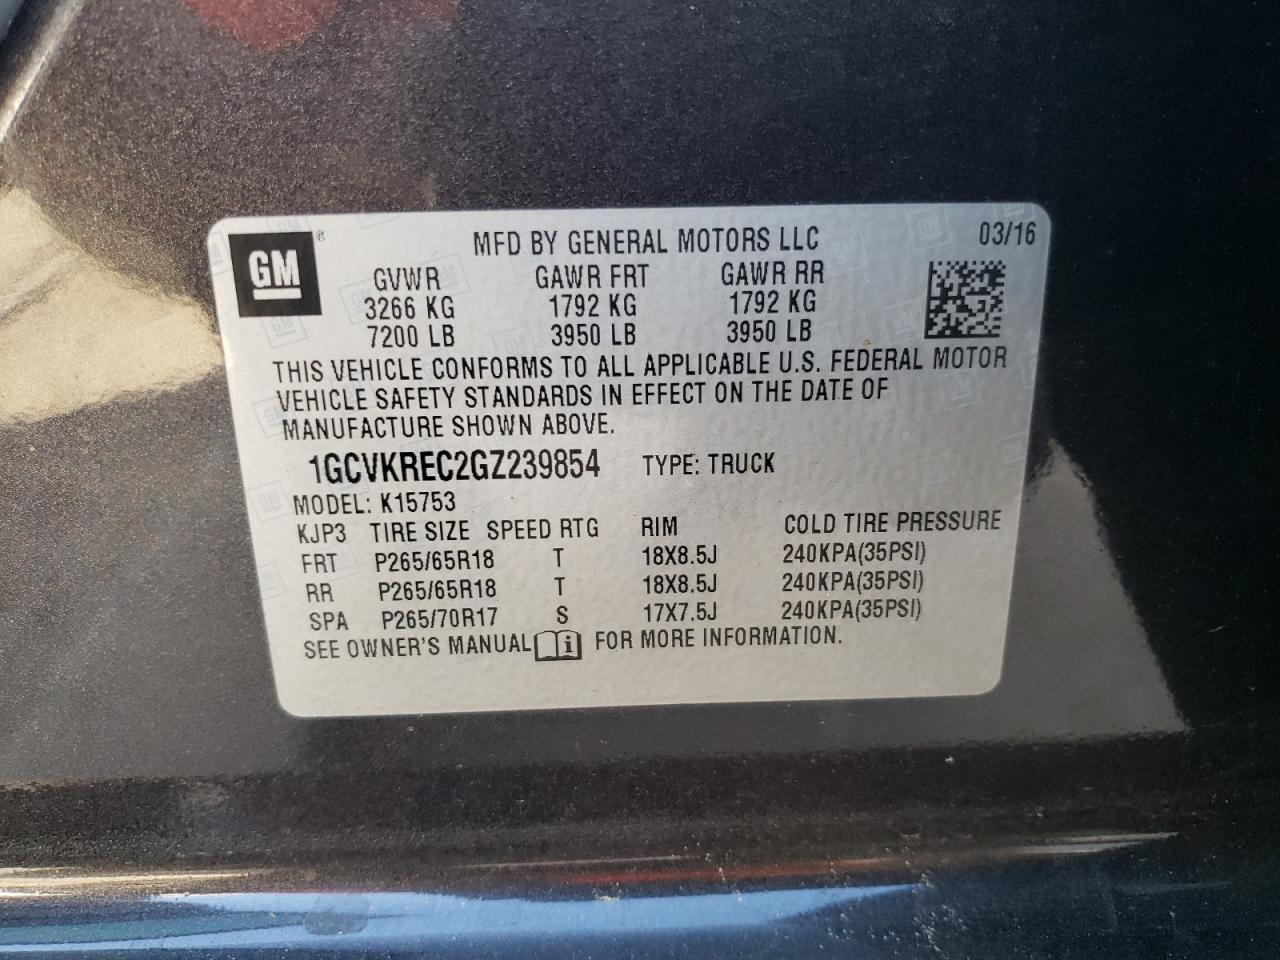 GM ® MFD BY GENERAL MOTORS LLC 03/16
GVWR GAWR FRT GAWR RR
3266 KG 1792 KG 1792 KG
7200 LB 3950 LB 3950 LB
THIS VEHICLE CONFORMS TO ALL APPLICABLE U.S. FEDERAL MOTOR
VEHICLE SAFETY STANDARDS IN EFFECT ON THE DATE OF
MANUFACTURE SHOWN ABOVE.
1GCVKREC2GZ239854 TYPE: TRUCK
MODEL: K15753
KJP3 TIRE SIZE SPEED RTG RIM COLD TIRE PRESSURE
FRT P265/65R18 T 18X8.5J 240KPA(35PSI)
RR P265/65R18 T 18X8.5J 240KPA(35PSI)
SPA P265/70R17 S 17X7.5J 240KPA(35PSI)
SEE OWNER'S MANUAL i FOR MORE INFORMATION.